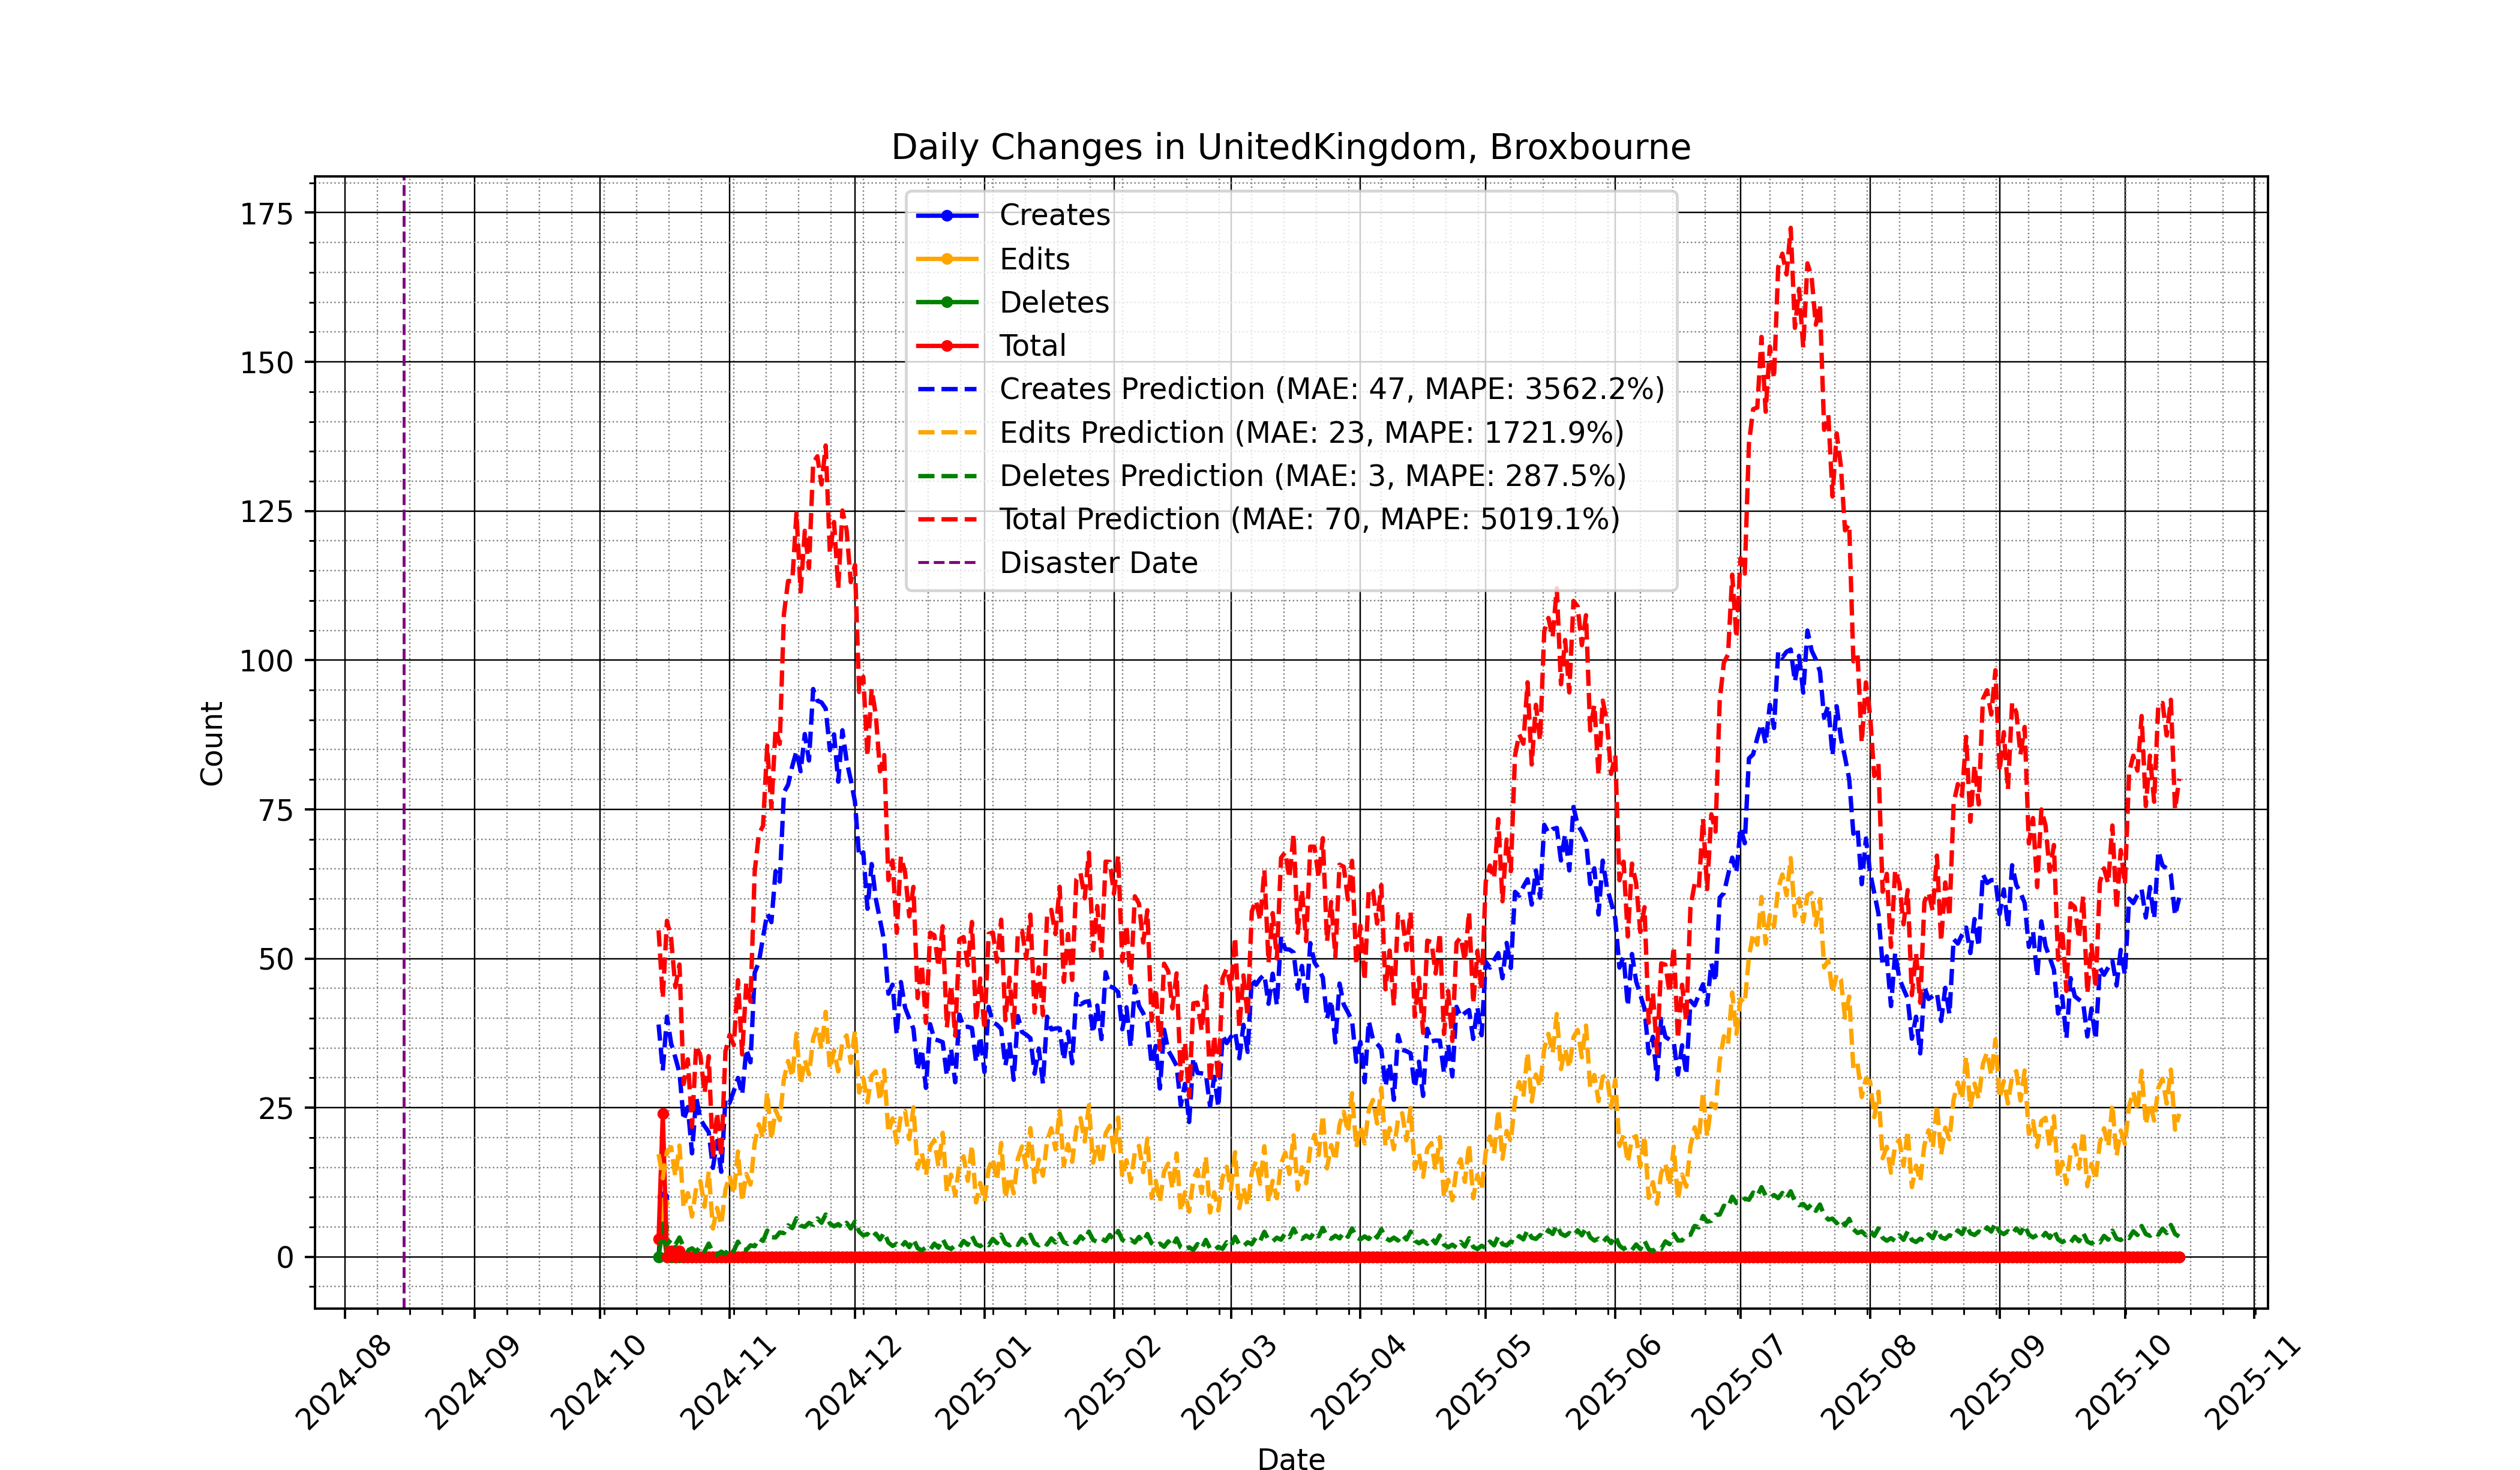 Daily Changes in UnitedKingdom, Broxbourne
175
150
125
100
75
50
25
0
Count
Creates
Edits
Deletes
Total
Creates Prediction (MAE: 47, MAPE: 3562.2%)
Edits Prediction (MAE: 23, MAPE: 1721.9%)
Deletes Prediction (MAE: 3, MAPE: 287.5%)
Total Prediction (MAE: 70, MAPE: 5019.1%)
Disaster Date
2024-08
2024-09
2024-10
2024-11
2024-12
2025-01
2025-02
2025-03
2025-04
2025-05
2025-06
2025-07
2025-08
2025-09
2025-10
2025-11
Date